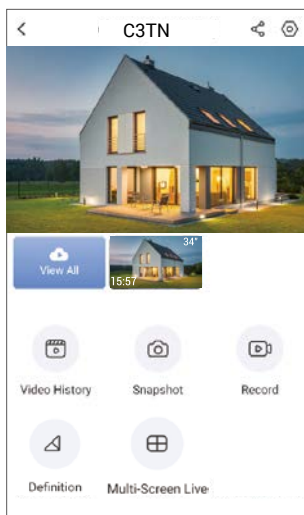 C3TN
34"
View All
15:57
Video History Snapshot Record
Definition Multi-Screen Live